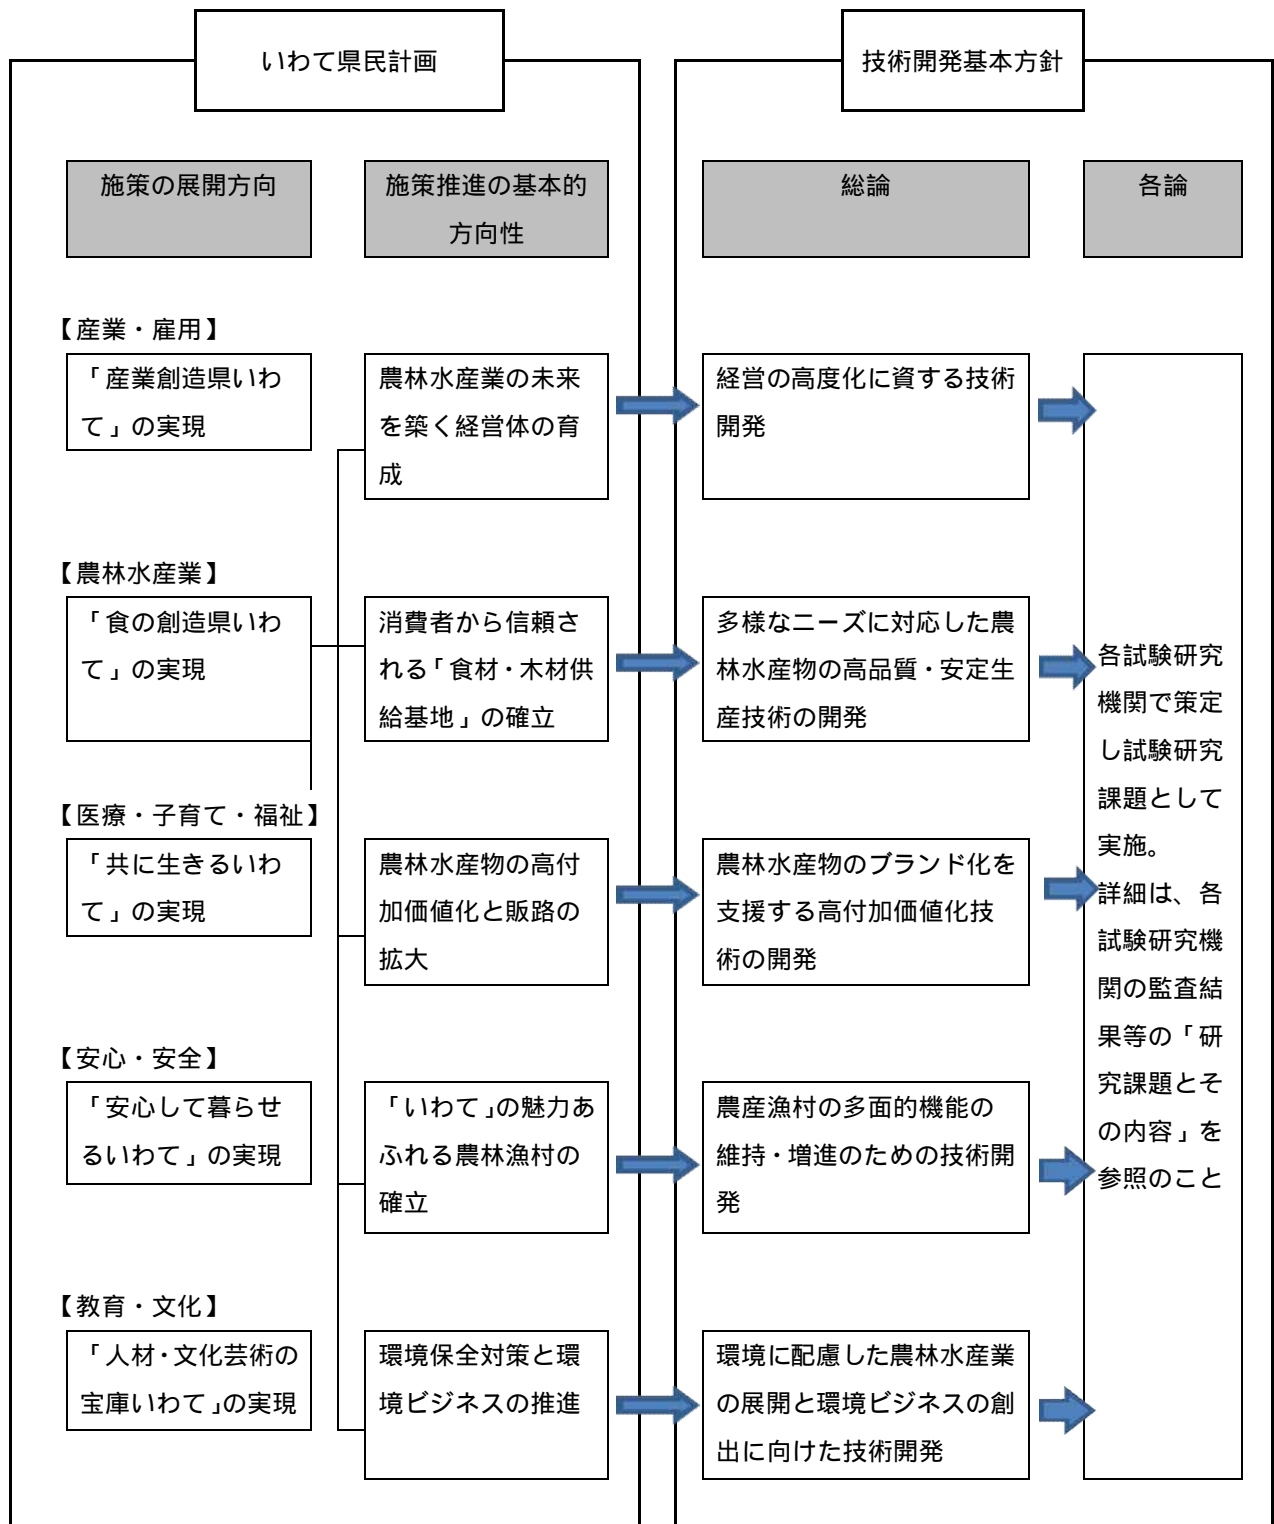 いわて県民計画
技術開発基本方針
施策の展開方向
施策推進の基本的
方向性
総論
各論
【産業・雇用】
「産業創造県いわ
て」の実現
農林水産業の未来
を築く経営体の育
成
経営の高度化に資する技術
開発
【農林水産業】
「食の創造県いわ
て」の実現
消費者から信頼さ
れる「食材・木材供
給基地」の確立
多様なニーズに対応した農
林水産物の高品質・安定生
産技術の開発
【医療・子育て・福祉】
「共に生きるいわ
て」の実現
農林水産物の高付
加価値化と販路の
拡大
農林水産物のブランド化を
支援する高付加価値化技
術の開発
【安心・安全】
「安心して暮らせ
るいわて」の実現
「いわて」の魅力あ
ふれる農林漁村の
確立
農産漁村の多面的機能の
維持・増進のための技術開
発
【教育・文化】
「人材・文化芸術の
宝庫いわて」の実現
環境保全対策と環
境ビジネスの推進
環境に配慮した農林水産業
の展開と環境ビジネスの創
出に向けた技術開発
各試験研究
機関で策定
し試験研究
課題として
実施。
詳細は、各
試験研究機
関の監査結
果等の「研
究課題とそ
の内容」を
参照のこと